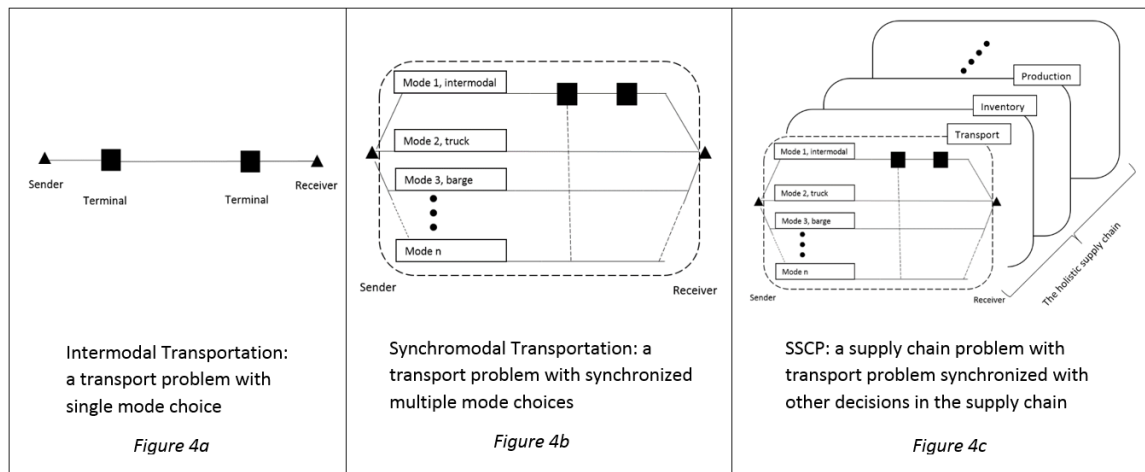 Sender
Terminal
Terminal
Receiver
Intermodal Transportation:
a transport problem with
single mode choice
Figure 4a
Mode 1, intermodal
Mode 2, truck
Mode 3, barge
Mode n
Sender
Receiver
Synchromodal Transportation: a
transport problem with synchronized
multiple mode choices
Figure 4b
Production
Inventory
Transport
Mode 1, intermodal
Mode 2, truck
Mode 3, barge
Mode n
Sender
Receiver
The holistic supply chain
SSCP: a supply chain problem with
transport problem synchronized with
other decisions in the supply chain
Figure 4c